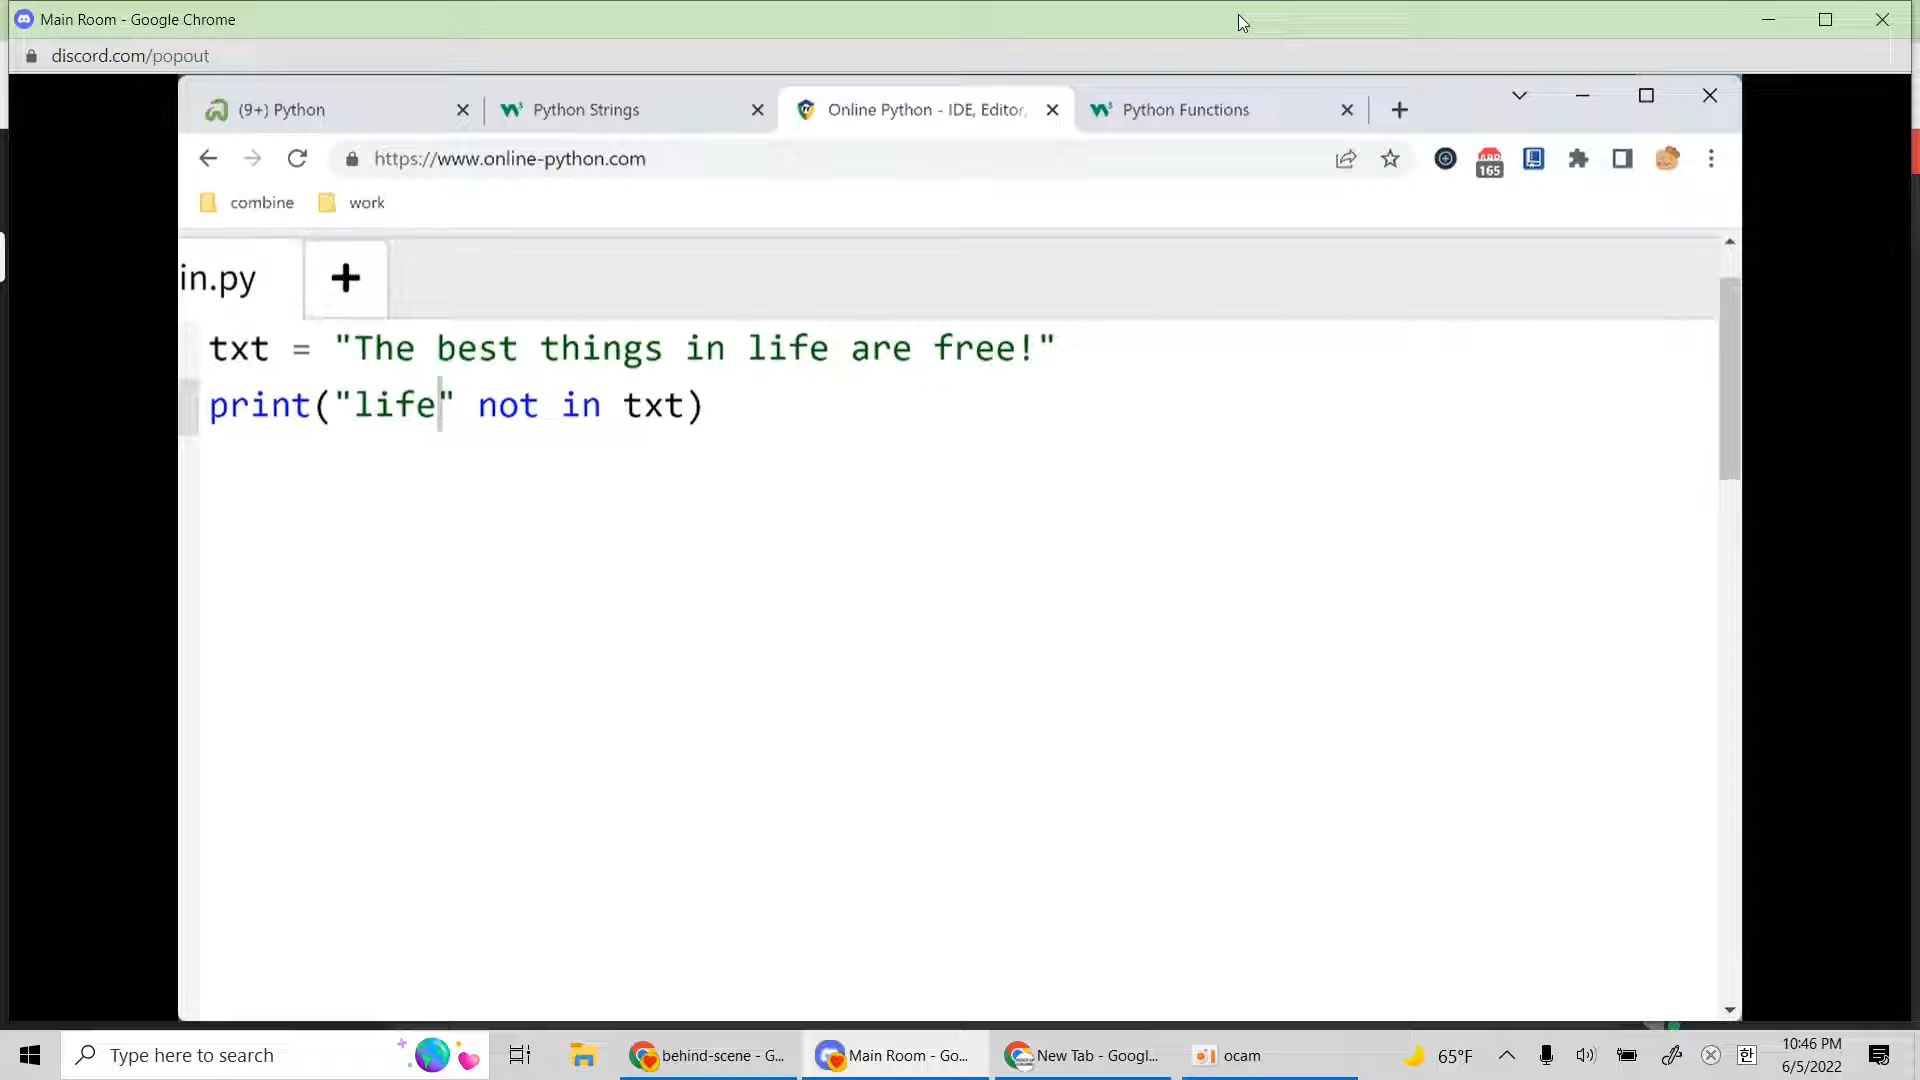 Main Room - Google Chrome
discord.com/popout
(9+) Python
Python Strings
Online Python - IDE, Editor,
Python Functions
https://www.online-python.com
165
combine
work
in.py
txt = "The best things in life are free!"
print("life" not in txt)
Type here to search
behind-scene - G...
Main Room - Go...
New Tab - Googl...
ocam
65°F
한
10:46 PM
6/5/2022